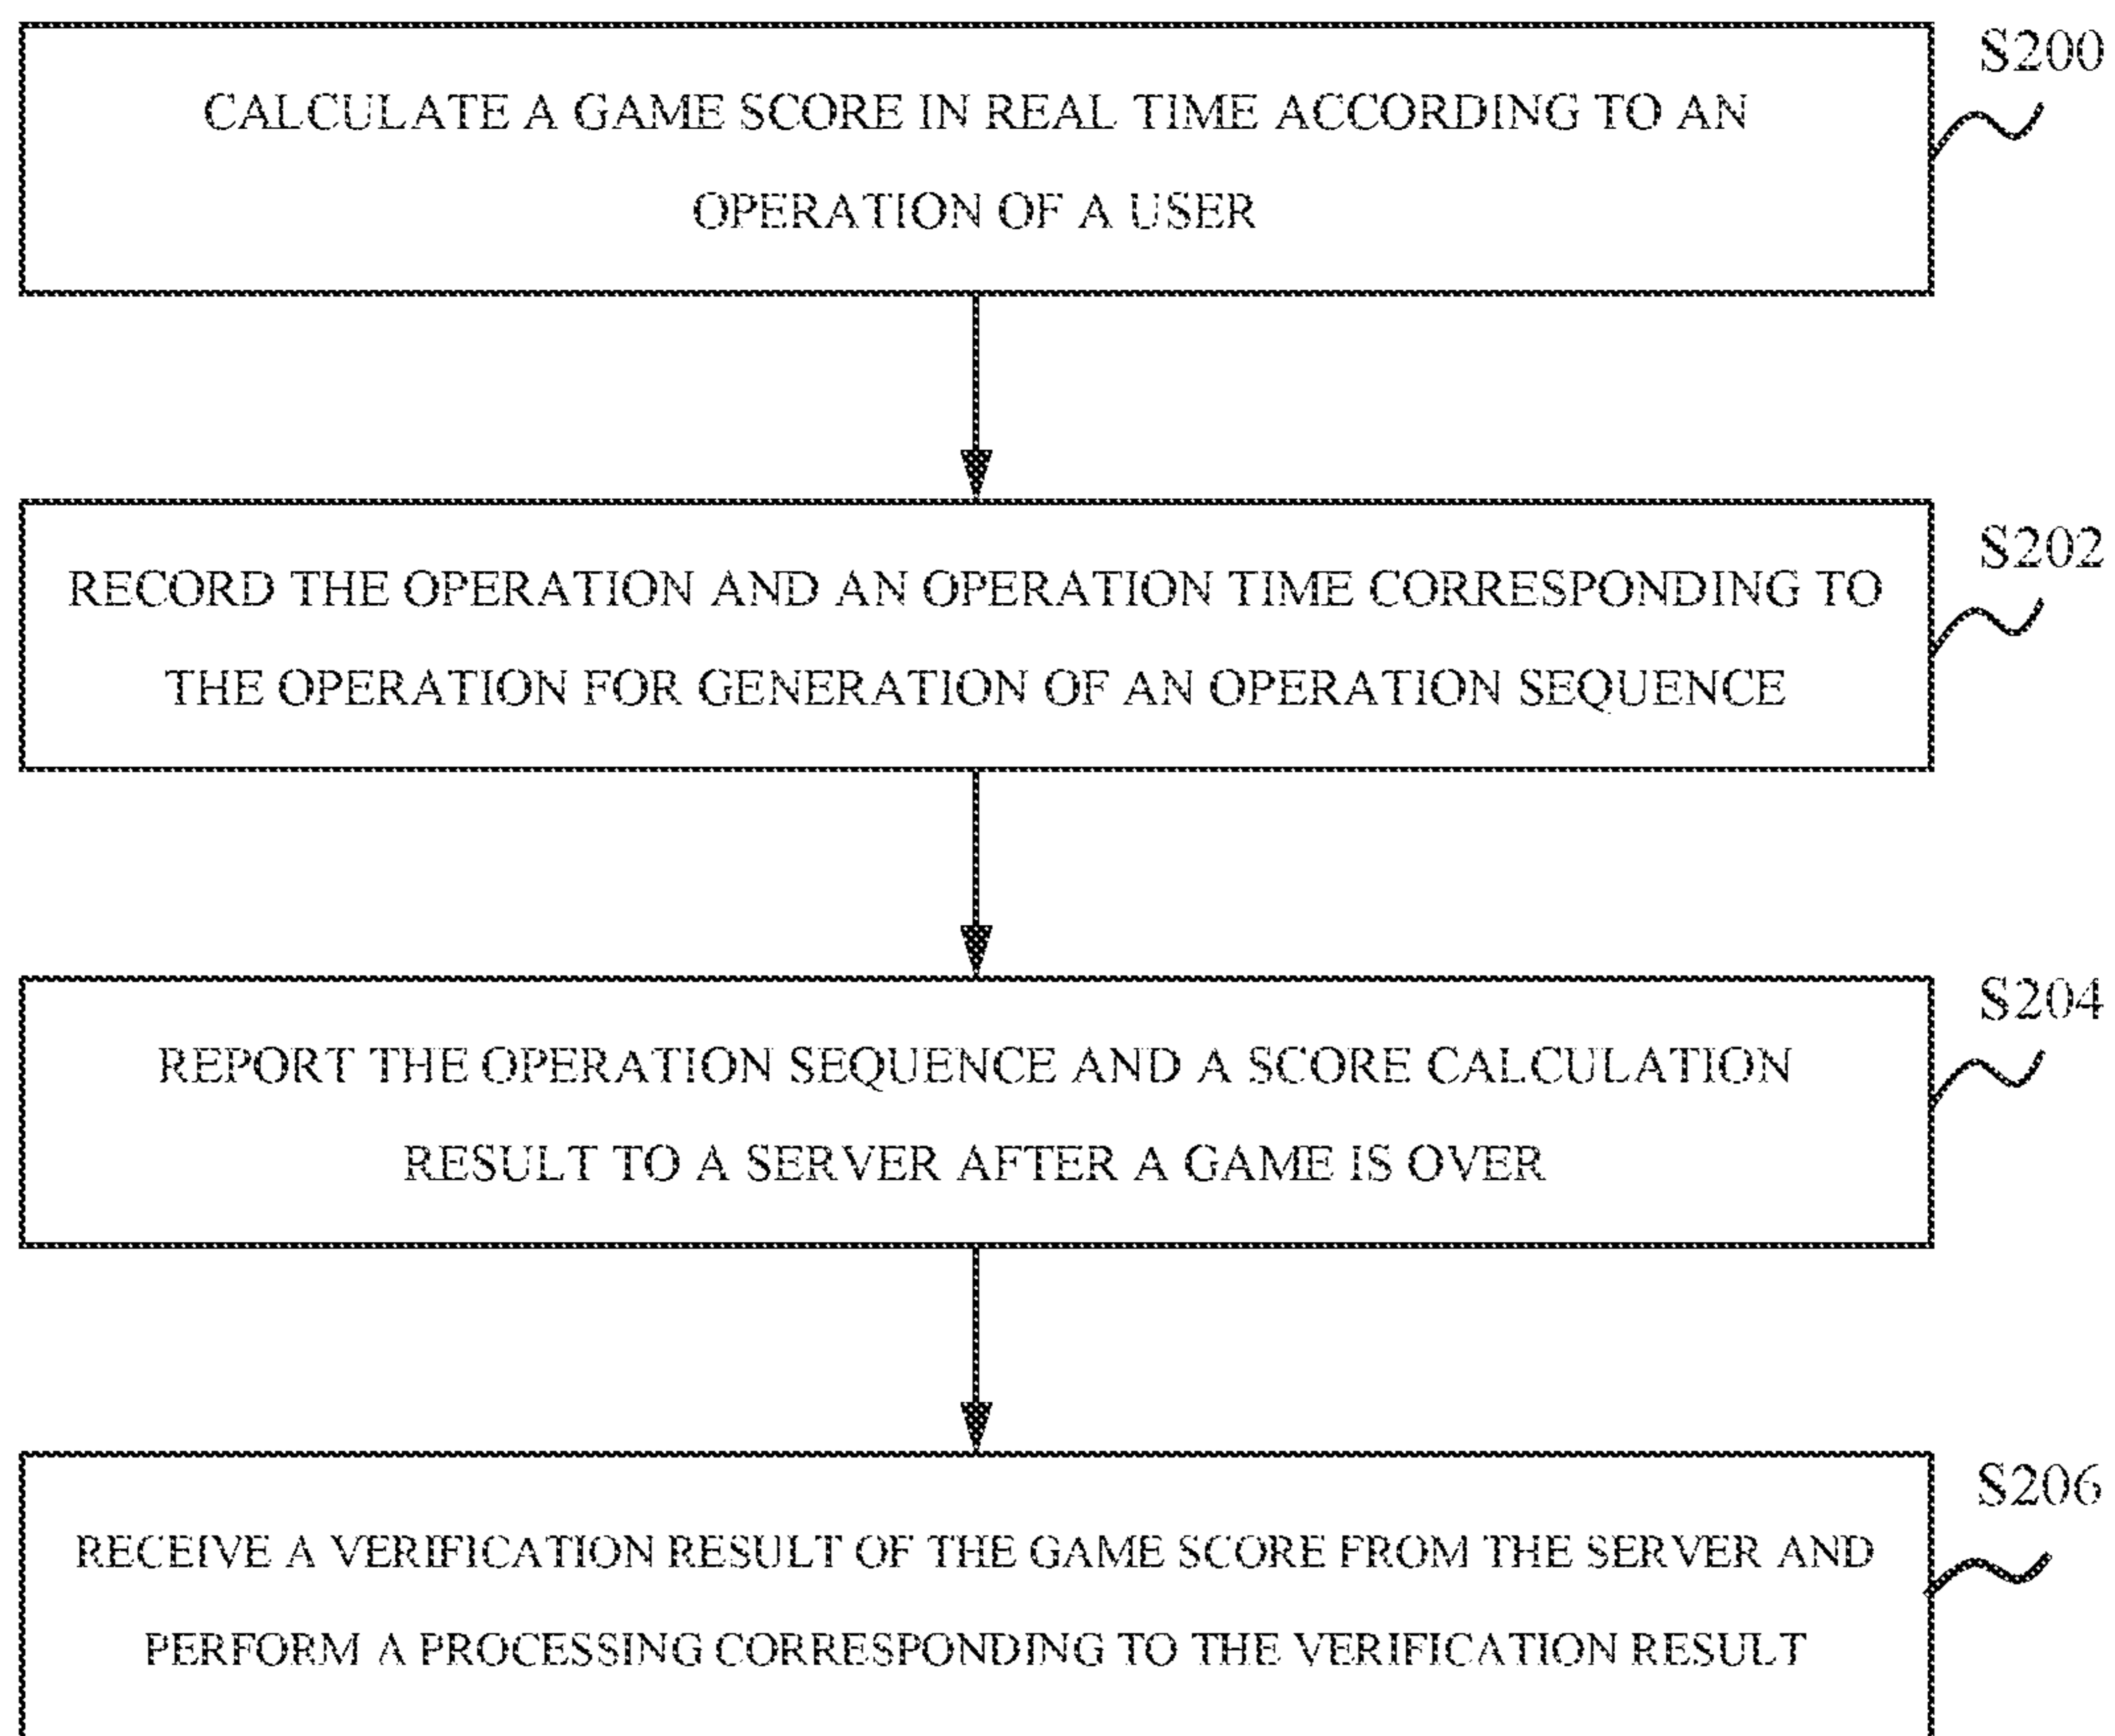 S200
CALCULATE A GAME SCORE IN REAL TIME ACCORDING TO AN
OPERATION OF A USER
S202
RECORD THE OPERATION AND AN OPERATION TIME CORRESPONDING TO
THE OPERATION FOR GENERATION OF AN OPERATION SEQUENCE
S204
REPORT THE OPERATION SEQUENCE AND A SCORE CALCULATION
RESULT TO A SERVER AFTER A GAME IS OVER
S206
RECEIVE A VERIFICATION RESULT OF THE GAME SCORE FROM THE SERVER AND
PERFORM A PROCESSING CORRESPONDING TO THE VERIFICATION RESULT